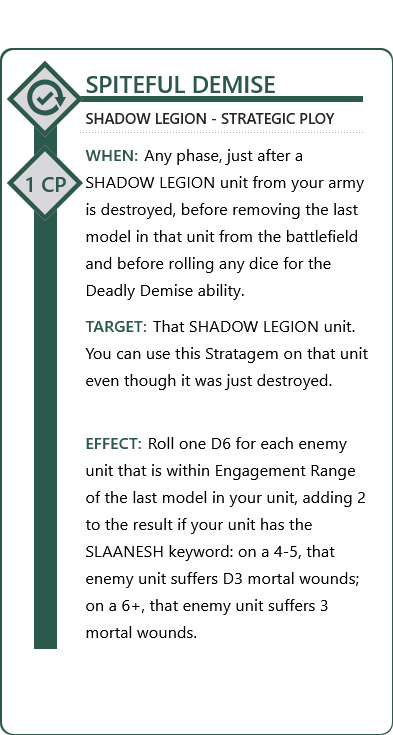 SPITEFUL DEMISE
SHADOW LEGION - STRATEGIC PLOY
1 CP
WHEN: Any phase, just after a
SHADOW LEGION unit from your army
is destroyed, before removing the last
model in that unit from the battlefield
and before rolling any dice for the
Deadly Demise ability.
TARGET: That SHADOW LEGION unit.
You can use this Stratagem on that unit
even though it was just destroyed.
EFFECT: Roll one D6 for each enemy
unit that is within Engagement Range
of the last model in your unit, adding 2
to the result if your unit has the
SLAANESH keyword: on a 4-5, that
enemy unit suffers D3 mortal wounds;
on a 6+, that enemy unit suffers 3
mortal wounds.